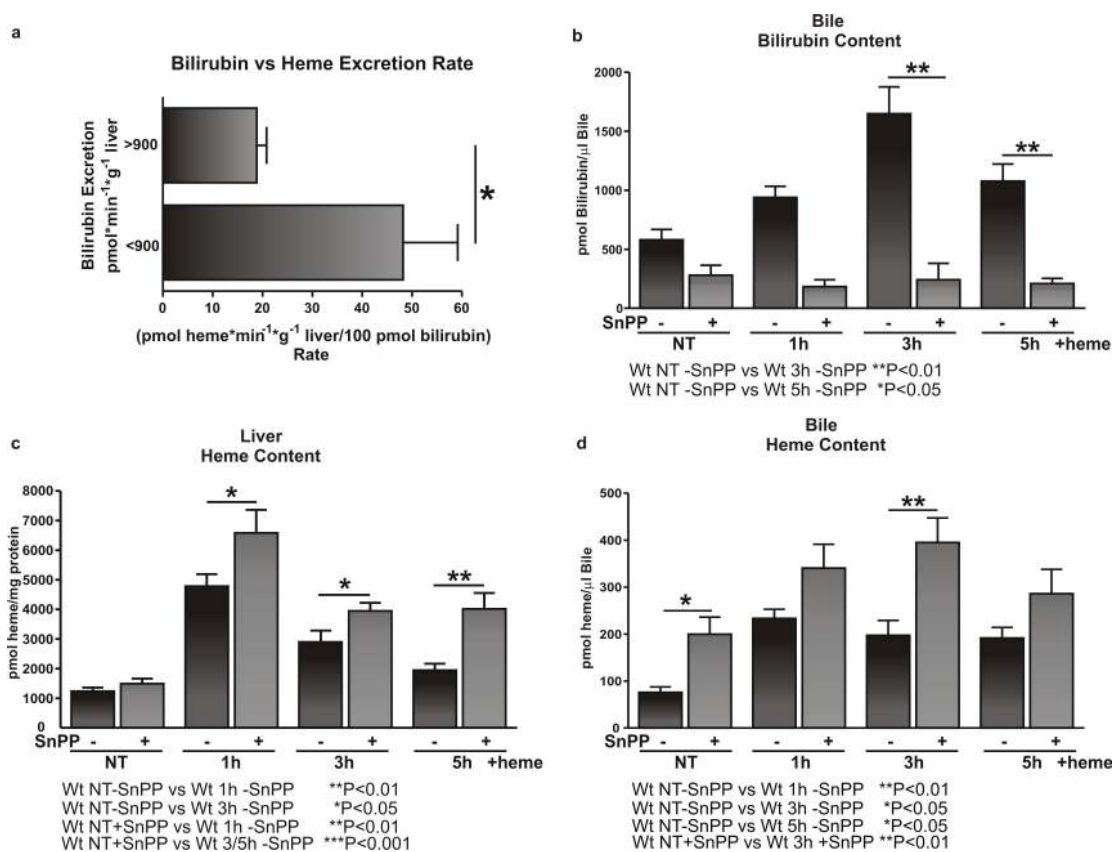 a
Bilirubin vs Heme Excretion Rate
Bilirubin Excretion
pmol*min-1*g-1 liver
>900
<900
*
0 10 20 30 40 50 60
(pmol heme*min-1*g-1 liver/100 pmol bilirubin)
Rate
b
Bile
Bilirubin Content
pmol Bilirubin/µl Bile
2000
1500
1000
500
0
**
**
SnPP - + - + - + - +
NT 1h 3h 5h +heme
Wt NT -SnPP vs Wt 3h -SnPP **P<0.01
Wt NT -SnPP vs Wt 5h -SnPP *P<0.05
c
Liver
Heme Content
pmol heme/mg protein
8000
7000
6000
5000
4000
3000
2000
1000
0
*
*
**
SnPP - + - + - + - +
NT 1h 3h 5h +heme
Wt NT-SnPP vs Wt 1h -SnPP **P<0.01
Wt NT-SnPP vs Wt 3h -SnPP *P<0.05
Wt NT+SnPP vs Wt 1h -SnPP **P<0.01
Wt NT+SnPP vs Wt 3/5h -SnPP ***P<0.001
d
Bile
Heme Content
pmol heme/µl Bile
500
400
300
200
100
0
*
**
SnPP - + - + - + - +
NT 1h 3h 5h +heme
Wt NT-SnPP vs Wt 1h -SnPP **P<0.01
Wt NT-SnPP vs Wt 3h -SnPP *P<0.05
Wt NT-SnPP vs Wt 5h -SnPP *P<0.05
Wt NT+SnPP vs Wt 3h +SnPP **P<0.01